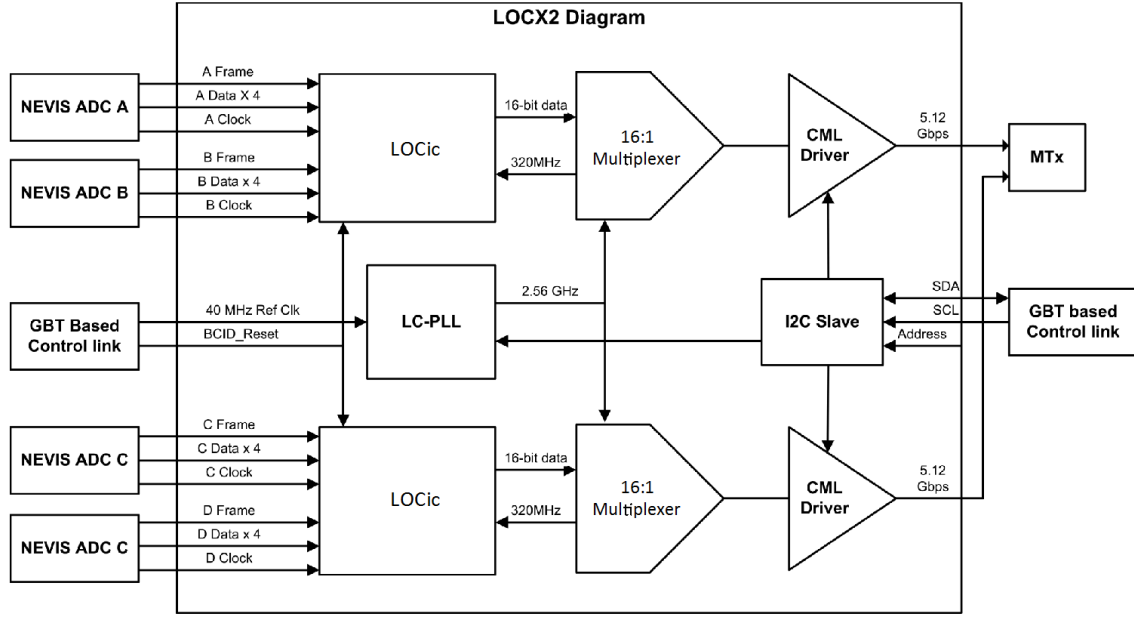 LOCX2 Diagram
NEVIS ADC A
A Frame
A Data X 4
A Clock
NEVIS ADC B
B Frame
B Data x 4
B Clock
LOCic
16-bit data
320MHz
16:1
Multiplexer
CML
Driver
5.12
Gbps
MTx
GBT Based
Control link
40 MHz Ref Clk
BCID_Reset
LC-PLL
2.56 GHz
I2C Slave
SDA
SCL
Address
GBT based
Control link
NEVIS ADC C
C Frame
C Data x 4
C Clock
NEVIS ADC C
D Frame
D Data x 4
D Clock
LOCic
16-bit data
320MHz
16:1
Multiplexer
CML
Driver
5.12
Gbps